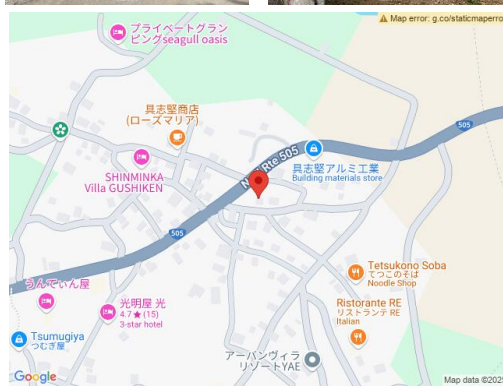 Map error: g.co/staticmaperro
プライベートグラン
ピングseagull oasis
具志堅商店
(ローズマリア)
505
SHINMINKA
Villa GUSHIKEN
具志堅アルミ工業
Building materials store
505
うんてぃん屋
光明屋 光
4.7★ (15)
3-star hotel
Tetsukono Soba
てつこのそば
Noodle Shop
Ristorante RE
リストランテ RE
Italian
Tsumugiya
つむぎ屋
アーバンヴィラ
リゾートYAE
Google
Map data ©202